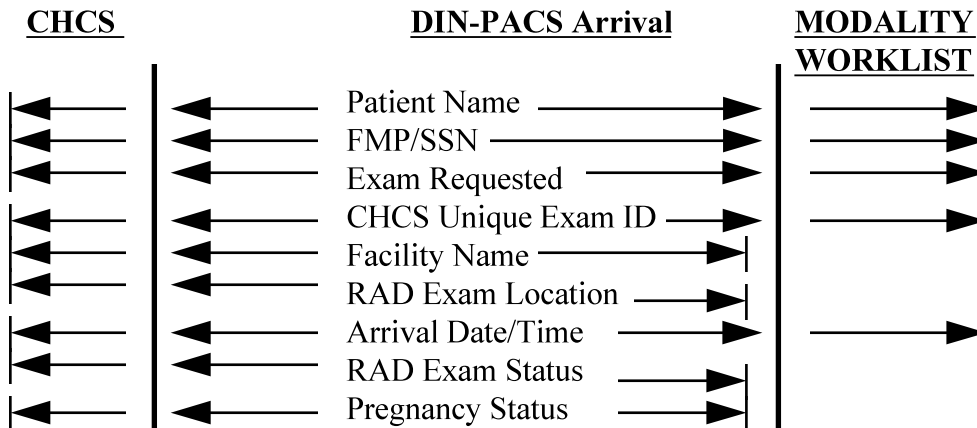 CHCS DIN-PACS Arrival MODALITY
WORKLIST
Patient Name
FMP/SSN
Exam Requested
CHCS Unique Exam ID
Facility Name
RAD Exam Location
Arrival Date/Time
RAD Exam Status
Pregnancy Status